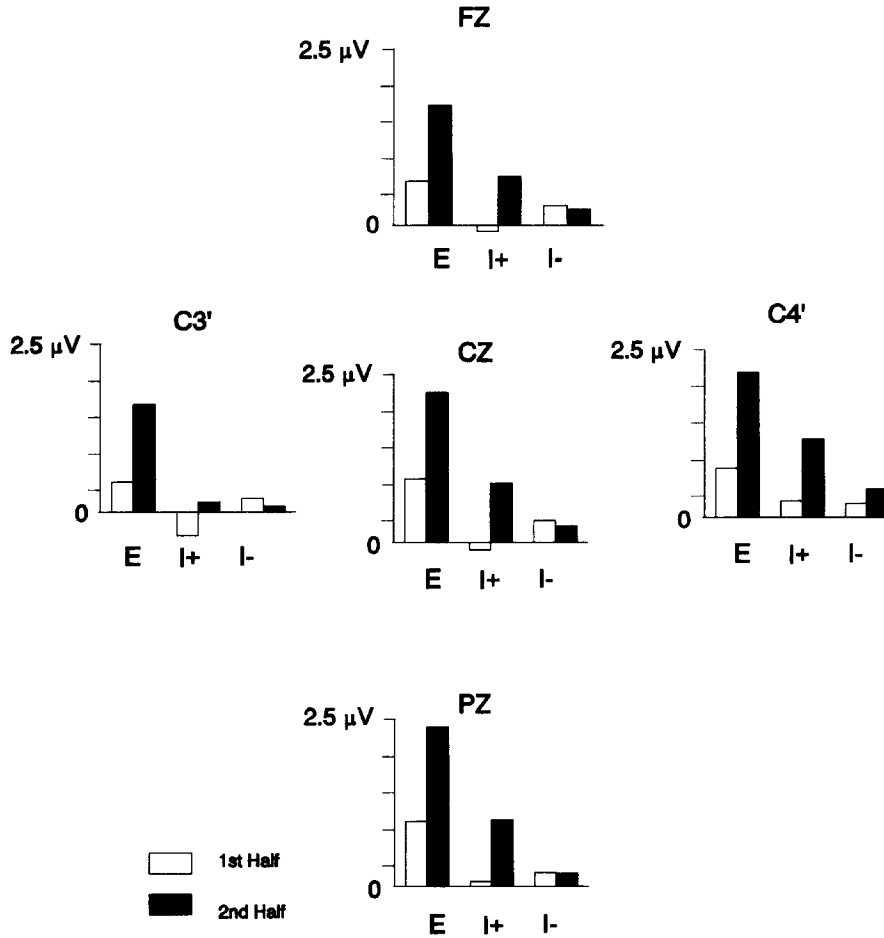 FZ
2.5 µV
0
E I+ I-
C3'
2.5 µV
0
E I+ I-
CZ
2.5 µV
0
E I+ I-
C4'
2.5 µV
0
E I+ I-
PZ
2.5 µV
0
E I+ I-
1st Half
2nd Half